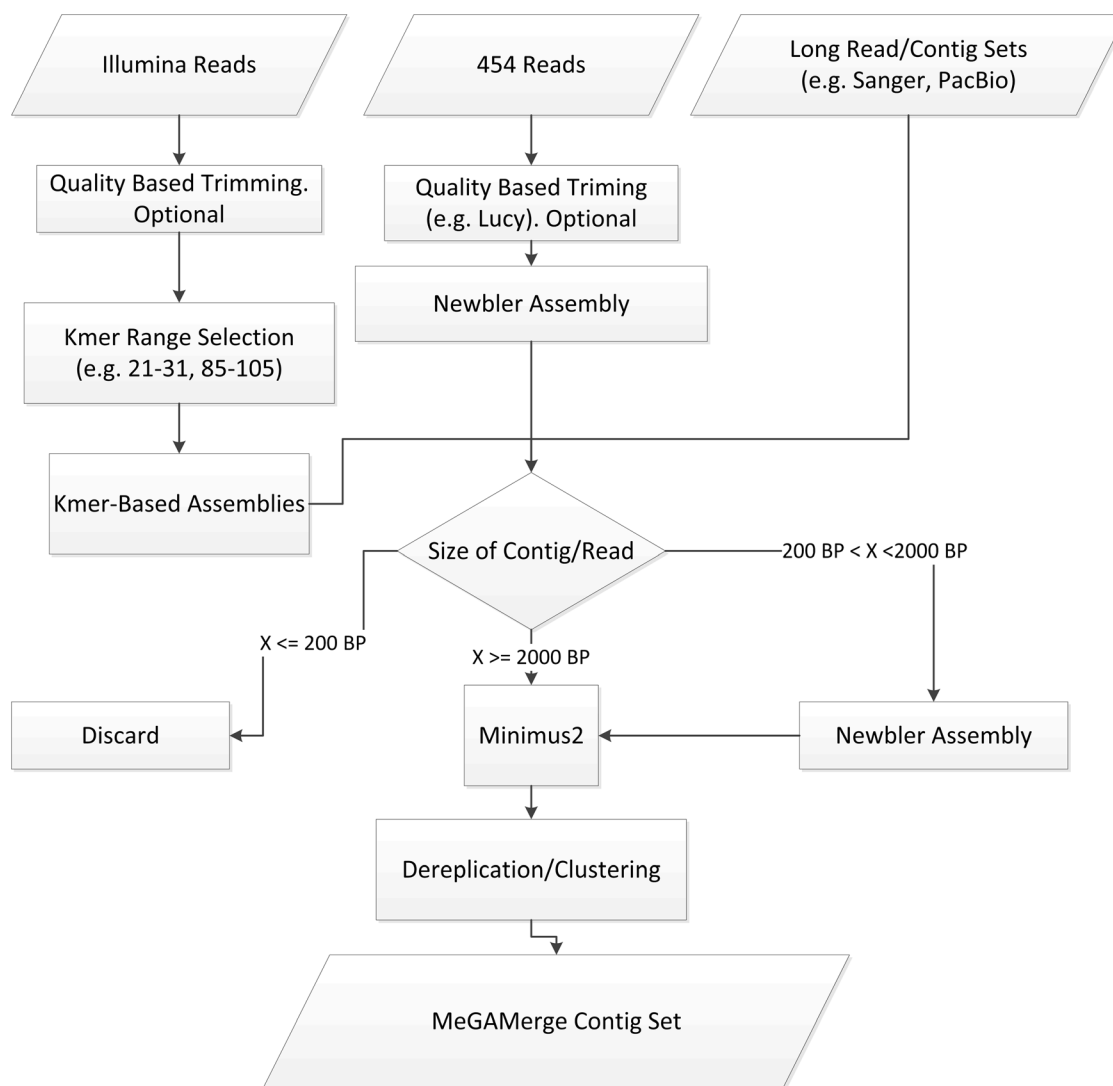 Illumina Reads
454 Reads
Long Read/Contig Sets
(e.g. Sanger, PacBio)
Quality Based Trimming.
Optional
Quality Based Triming
(e.g. Lucy). Optional
Newbler Assembly
Kmer Range Selection
(e.g. 21-31, 85-105)
Kmer-Based Assemblies
Size of Contig/Read
200 BP < X <2000 BP
X <= 200 BP
X >= 2000 BP
Discard
Minimus2
Newbler Assembly
Dereplication/Clustering
MeGAMerge Contig Set